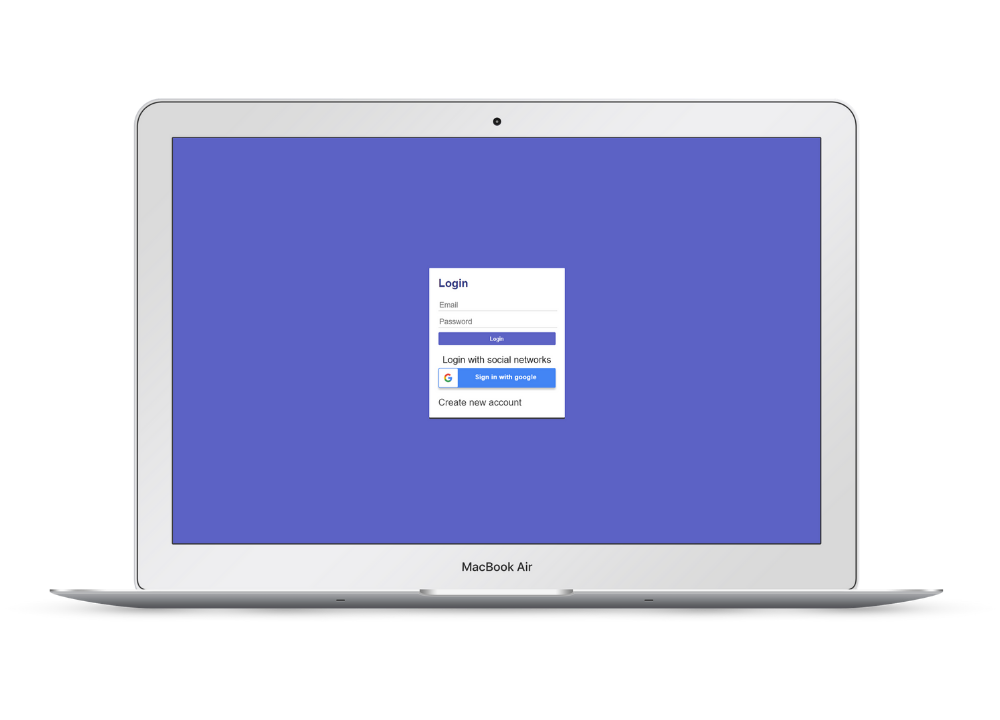 Login
Email
Password
Login
Login with social networks
Sign in with google
Create new account
MacBook Air